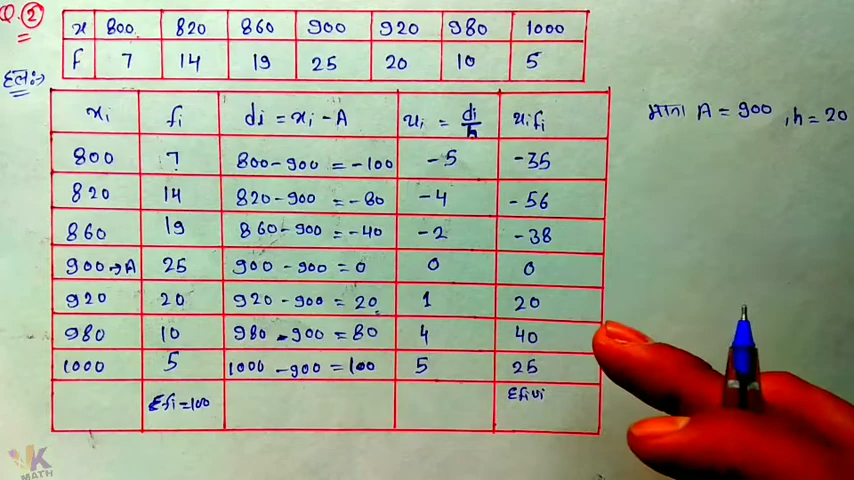 Q. 2
x 800 820 860 900 920 980 1000
f 7 14 19 25 20 10 5
हल:->
xi fi di = xi - A ui = di/h uifi
माना A = 900, h = 20
800 7 800-900 = -100 -5 -35
820 14 820-900 = -80 -4 -56
860 19 860-900 = -40 -2 -38
900→A 25 900-900 = 0 0 0
920 20 920-900 = 20 1 20
980 10 980-900 = 80 4 40
1000 5 1000-900 = 100 5 25
Σfi = 100 Σfiui
VK
MATH